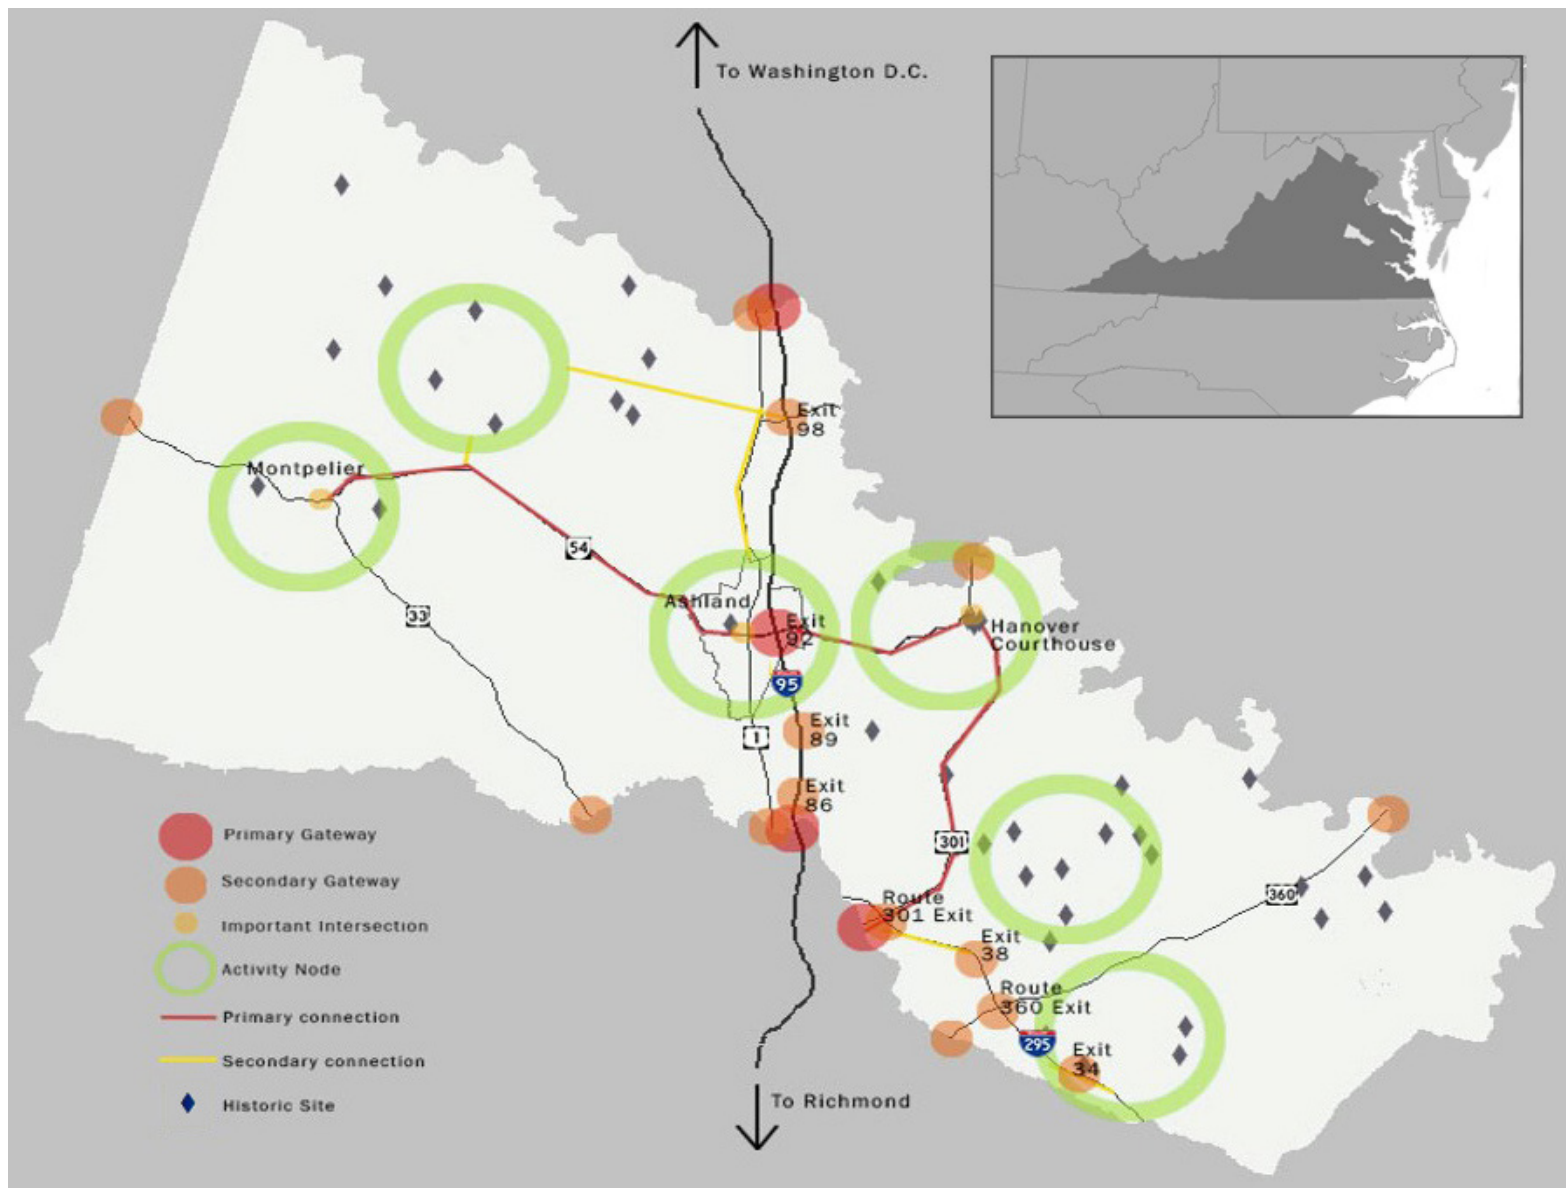 To Washington D.C.
Exit
98
Montpelier
54
Ashland
Exit
92
33
Hanover
Courthouse
95
Exit
89
1
Exit
86
301
Route
301 Exit
360
Exit
38
Route
360 Exit
295
Exit
34
To Richmond
Primary Gateway
Secondary Gateway
Important Intersection
Activity Node
Primary connection
Secondary connection
Historic Site